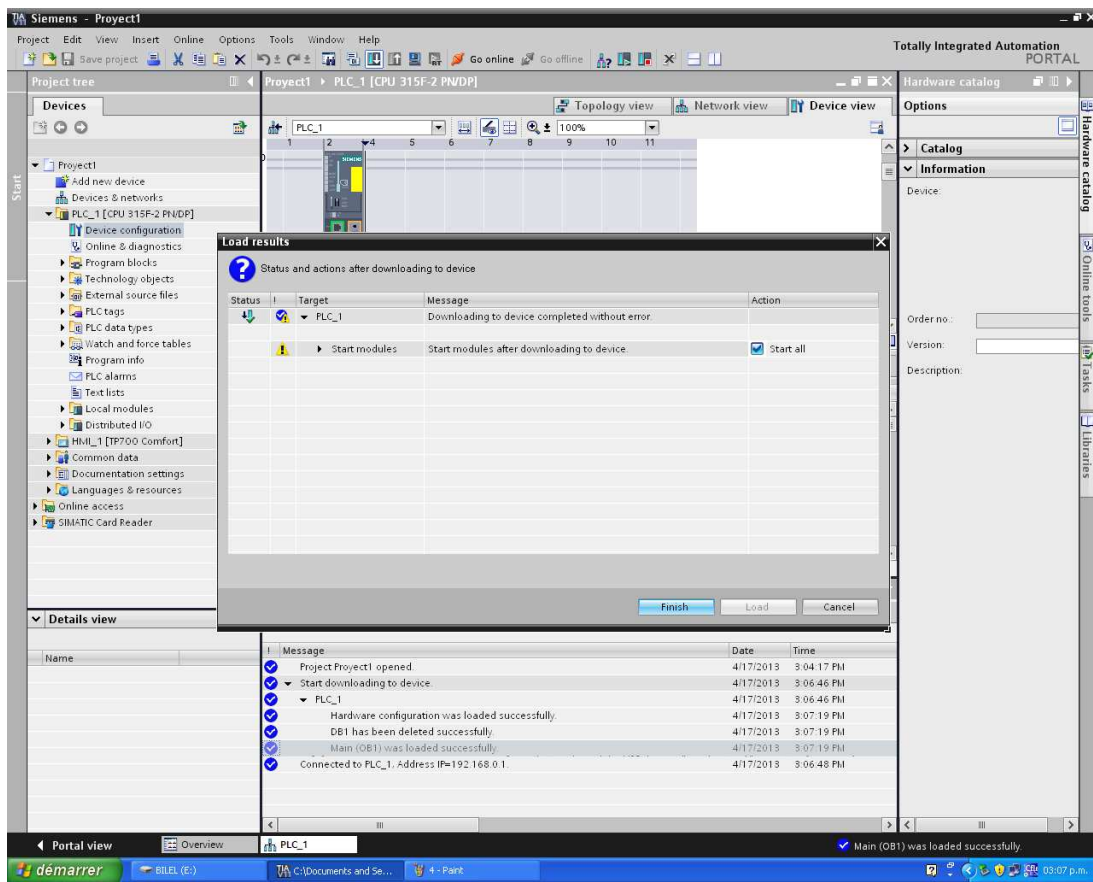 Siemens - Proyect1
Project Edit View Insert Online Options Tools Window Help
Totally Integrated Automation
PORTAL
Save project
Go online
Go offline
Project tree
Proyect1 PLC_1 [CPU 315F-2 PN/DP]
Hardware catalog
Devices
Topology view
Network view
Device view
Options
PLC_1
100%
1 2 4 5 6 7 8 9 10 11
Catalog
Information
Device:
Order no.:
Version:
Description:
Start
Proyect1
Add new device
Devices & networks
PLC_1 [CPU 315F-2 PN/DP]
Device configuration
Online & diagnostics
Program blocks
Technology objects
External source files
PLC tags
PLC data types
Watch and force tables
Program info
PLC alarms
Text lists
Local modules
Distributed I/O
HMI_1 [TP700 Comfort]
Common data
Documentation settings
Languages & resources
Online access
SIMATIC Card Reader
Load results
Status and actions after downloading to device
Status ! Target Message Action
PLC_1 Downloading to device completed without error.
Start modules Start modules after downloading to device. Start all
Finish Load Cancel
Hardware catalog
Online tools
Tasks
Libraries
Details view
Name
! Message Date Time
Project Proyect1 opened. 4/17/2013 3:04:17 PM
Start downloading to device. 4/17/2013 3:06:46 PM
PLC_1 4/17/2013 3:06:46 PM
Hardware configuration was loaded successfully. 4/17/2013 3:07:19 PM
DB1 has been deleted successfully. 4/17/2013 3:07:19 PM
Main (OB1) was loaded successfully. 4/17/2013 3:07:19 PM
Connected to PLC_1, Address IP=192.168.0.1. 4/17/2013 3:06:48 PM
Portal view
Overview
PLC_1
Main (OB1) was loaded successfully.
démarrer
BILEL (E:)
C:\Documents and Se...
4 - Paint
03:07 p.m.